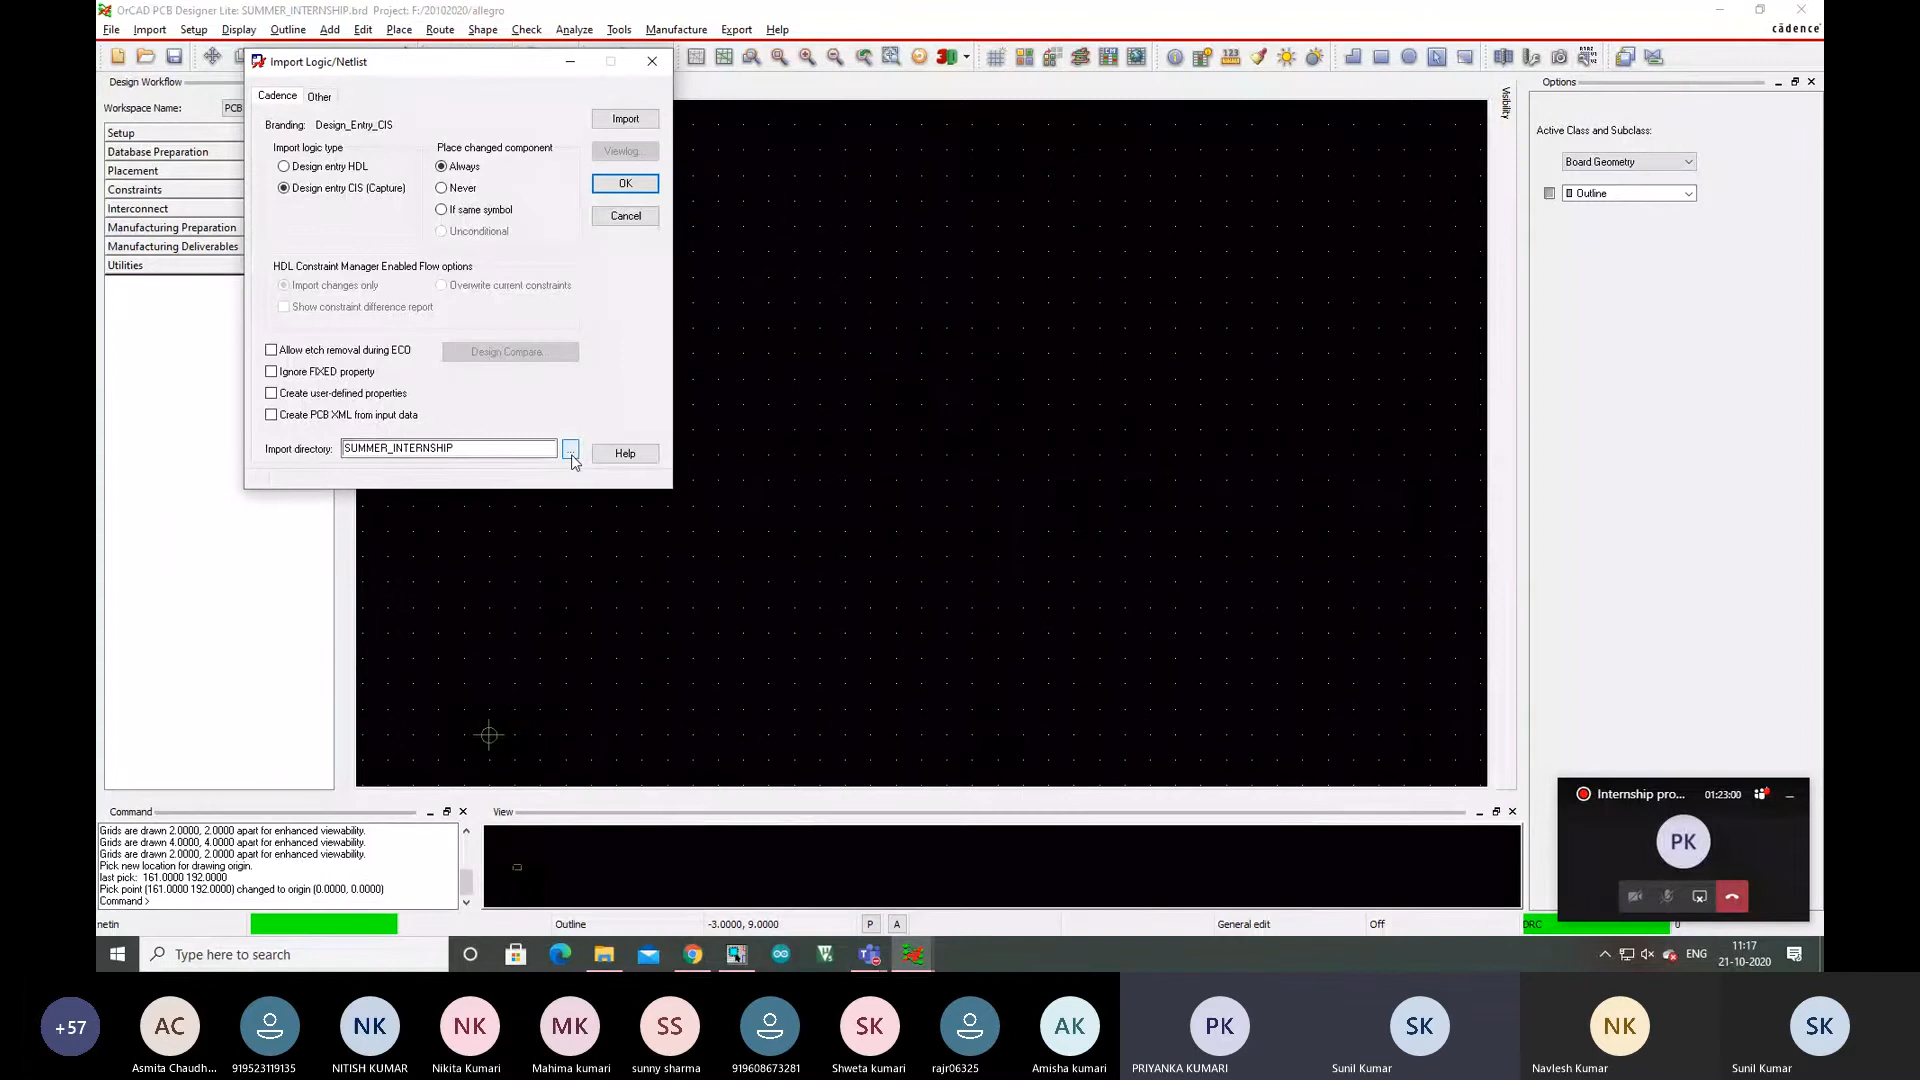 OrCAD PCB Designer Lite: SUMMER_INTERNSHIP.brd Project: F:/20102020/allegro
File Import Setup Display Outline Add Edit Place Route Shape Check Analyze Tools Manufacture Export Help
cādence
Import Logic/Netlist
Design Workflow
Workspace Name: PCB
Setup
Database Preparation
Placement
Constraints
Interconnect
Manufacturing Preparation
Manufacturing Deliverables
Utilities
Cadence Other
Branding: Design_Entry_CIS
Import logic type
Design entry HDL
Design entry CIS (Capture)
Place changed component
Always
Never
If same symbol
Unconditional
Import
Viewlog...
OK
Cancel
HDL Constraint Manager Enabled Flow options
Import changes only Overwrite current constraints
Show constraint difference report
Allow etch removal during ECO Design Compare...
Ignore FIXED property
Create user-defined properties
Create PCB XML from input data
Import directory: SUMMER_INTERNSHIP ... Help
Visibility
Options
Active Class and Subclass:
Board Geometry
Outline
Command
Grids are drawn 2.0000, 2.0000 apart for enhanced viewability.
Grids are drawn 4.0000, 4.0000 apart for enhanced viewability.
Grids are drawn 2.0000, 2.0000 apart for enhanced viewability.
Pick new location for drawing origin.
last pick: 161.0000 192.0000
Pick point (161.0000 192.0000) changed to origin (0.0000, 0.0000)
Command >
View
Internship pro... 01:23:00
PK
netin Outline -3.0000, 9.0000 P A General edit Off DRC 0
Type here to search
ENG
11:17
21-10-2020
+57 AC NK NK MK SS SK AK PK SK NK SK
Asmita Chaudh... 919523119135 NITISH KUMAR Nikita Kumari Mahima kumari sunny sharma 919608673281 Shweta kumari rajr06325 Amisha kumari PRIYANKA KUMARI Sunil Kumar Navlesh Kumar Sunil Kumar